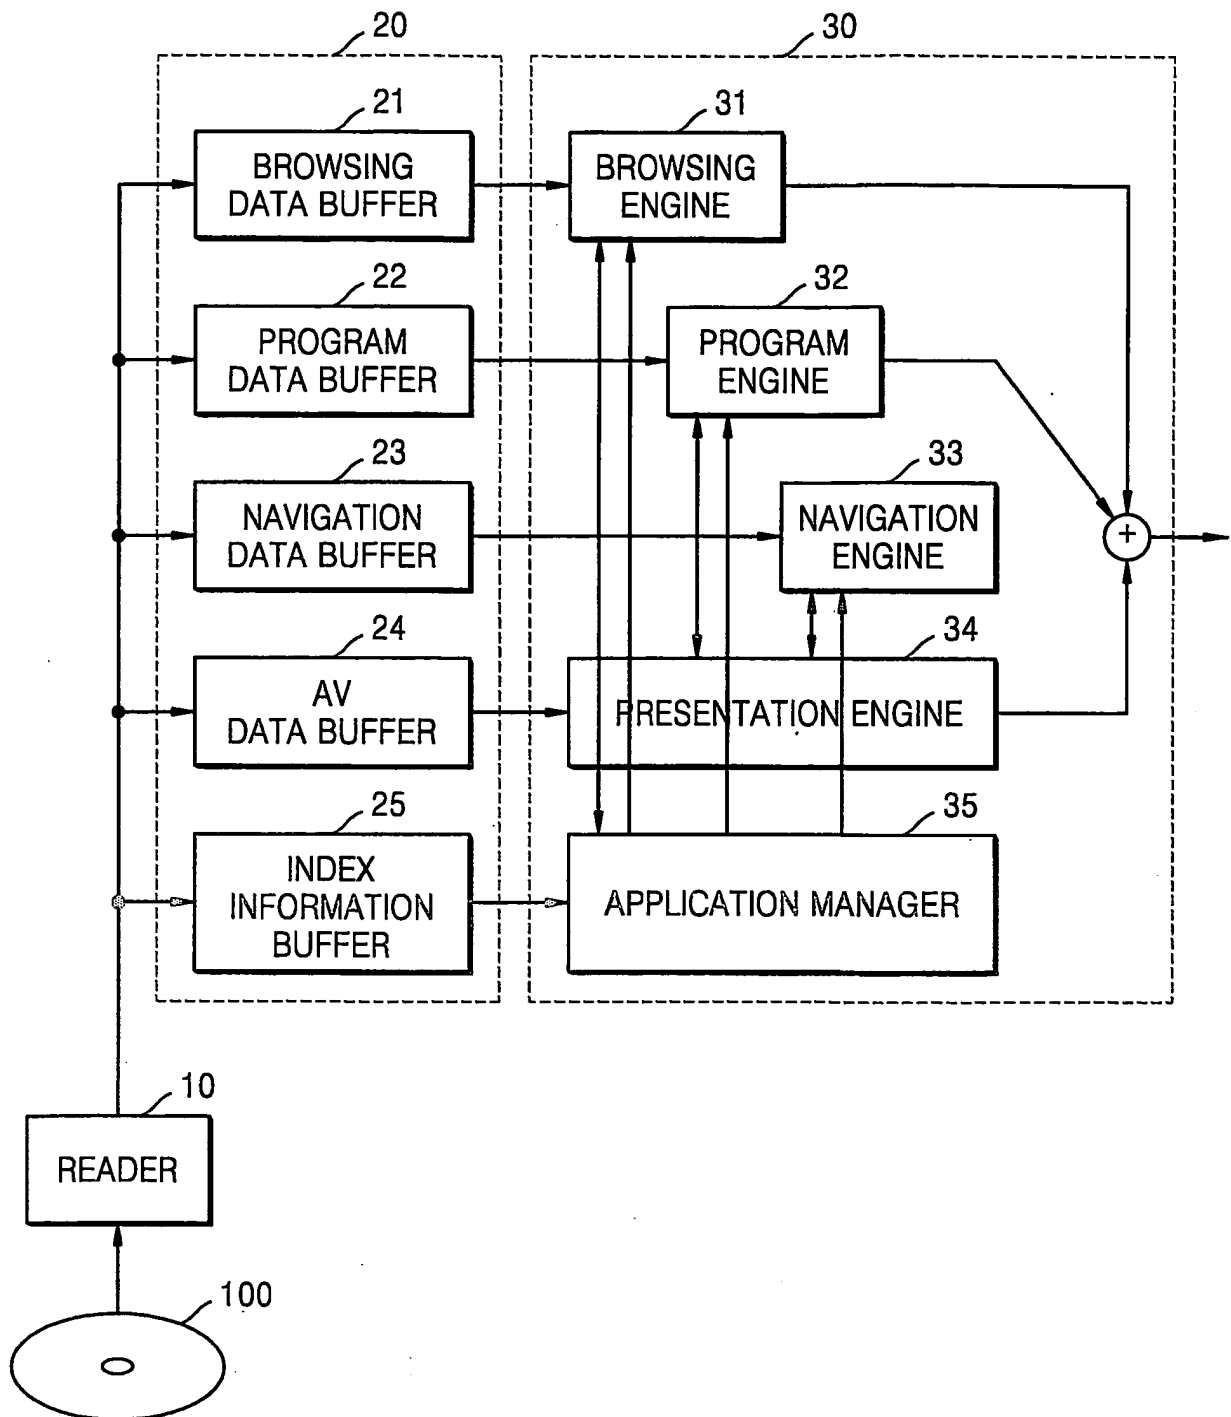 20
30
21
31
BROWSING
DATA BUFFER
BROWSING
ENGINE
22
32
PROGRAM
DATA BUFFER
PROGRAM
ENGINE
23
33
NAVIGATION
DATA BUFFER
NAVIGATION
ENGINE
+
24
34
AV
DATA BUFFER
PRESENTATION ENGINE
25
35
INDEX
INFORMATION
BUFFER
APPLICATION MANAGER
10
READER
100